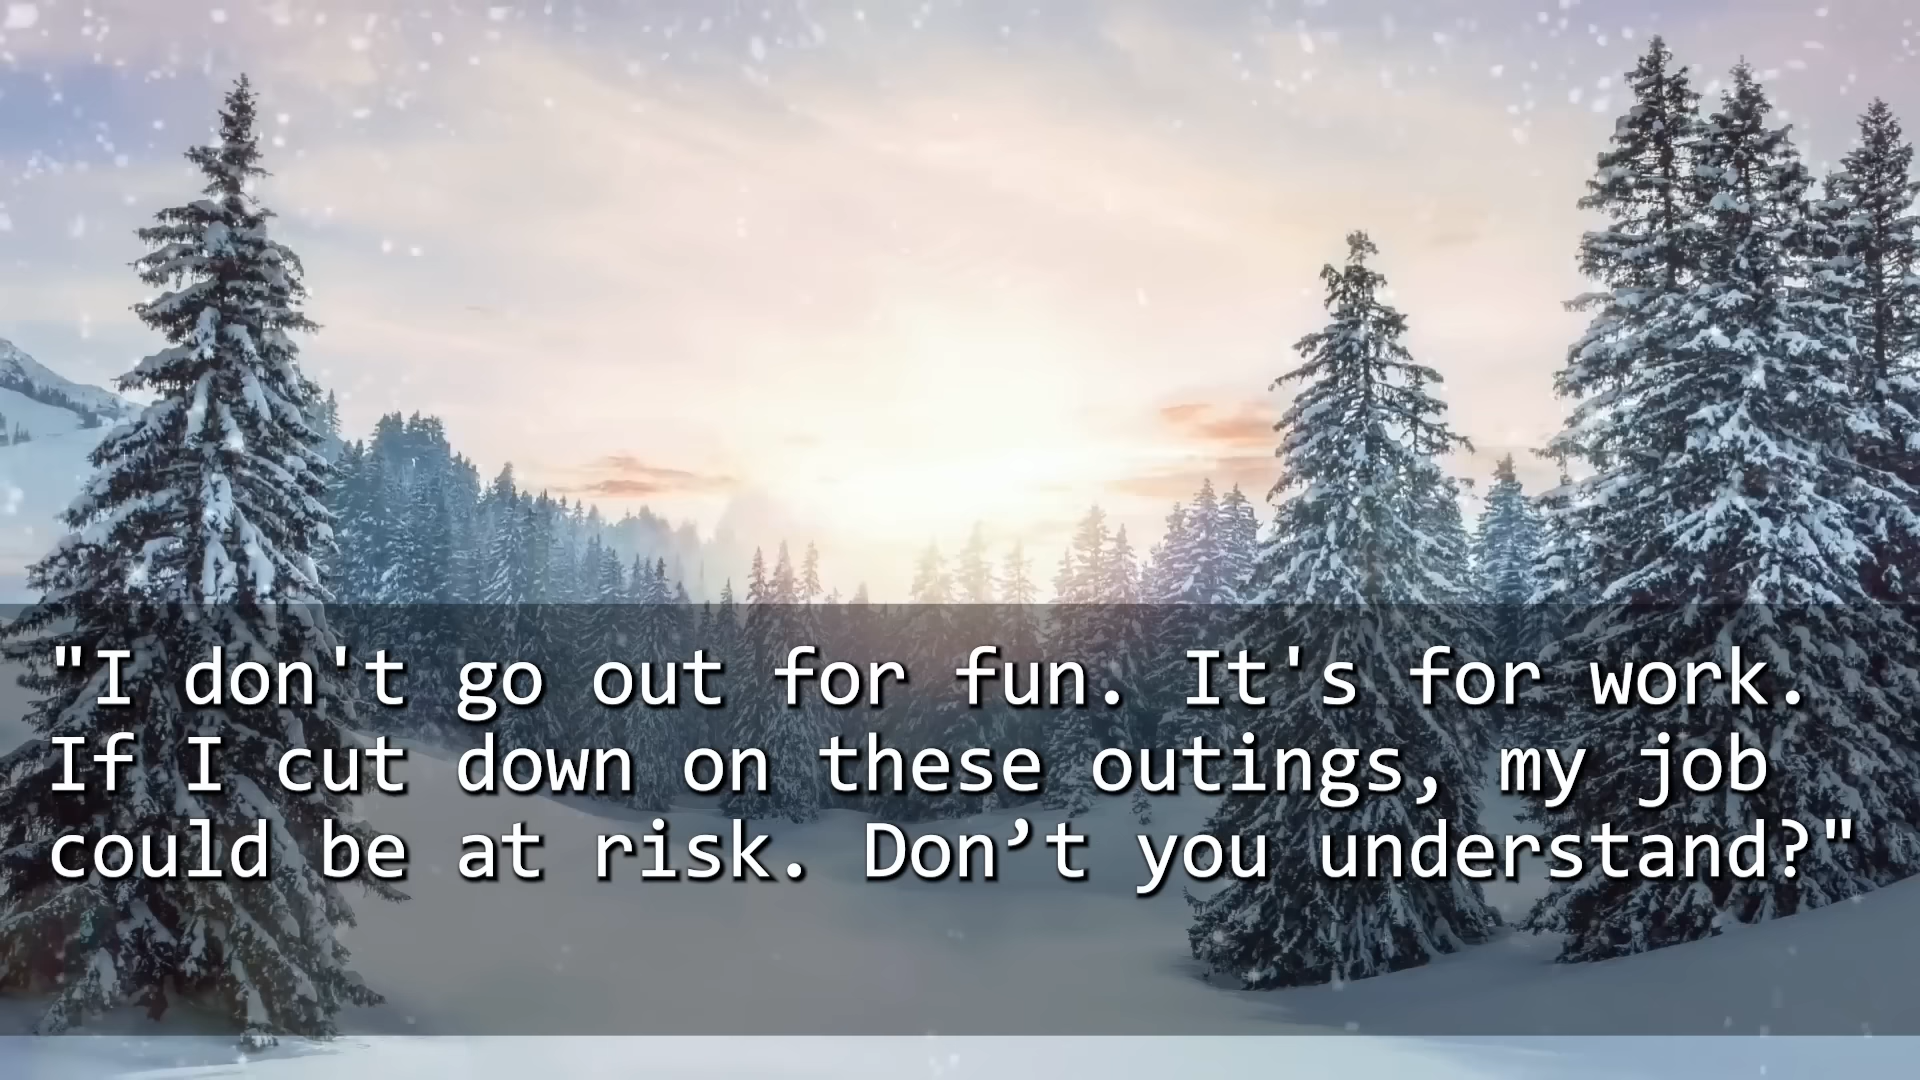 "I don't go out for fun. It's for work.
If I cut down on these outings, my job
could be at risk. Don’t you understand?"